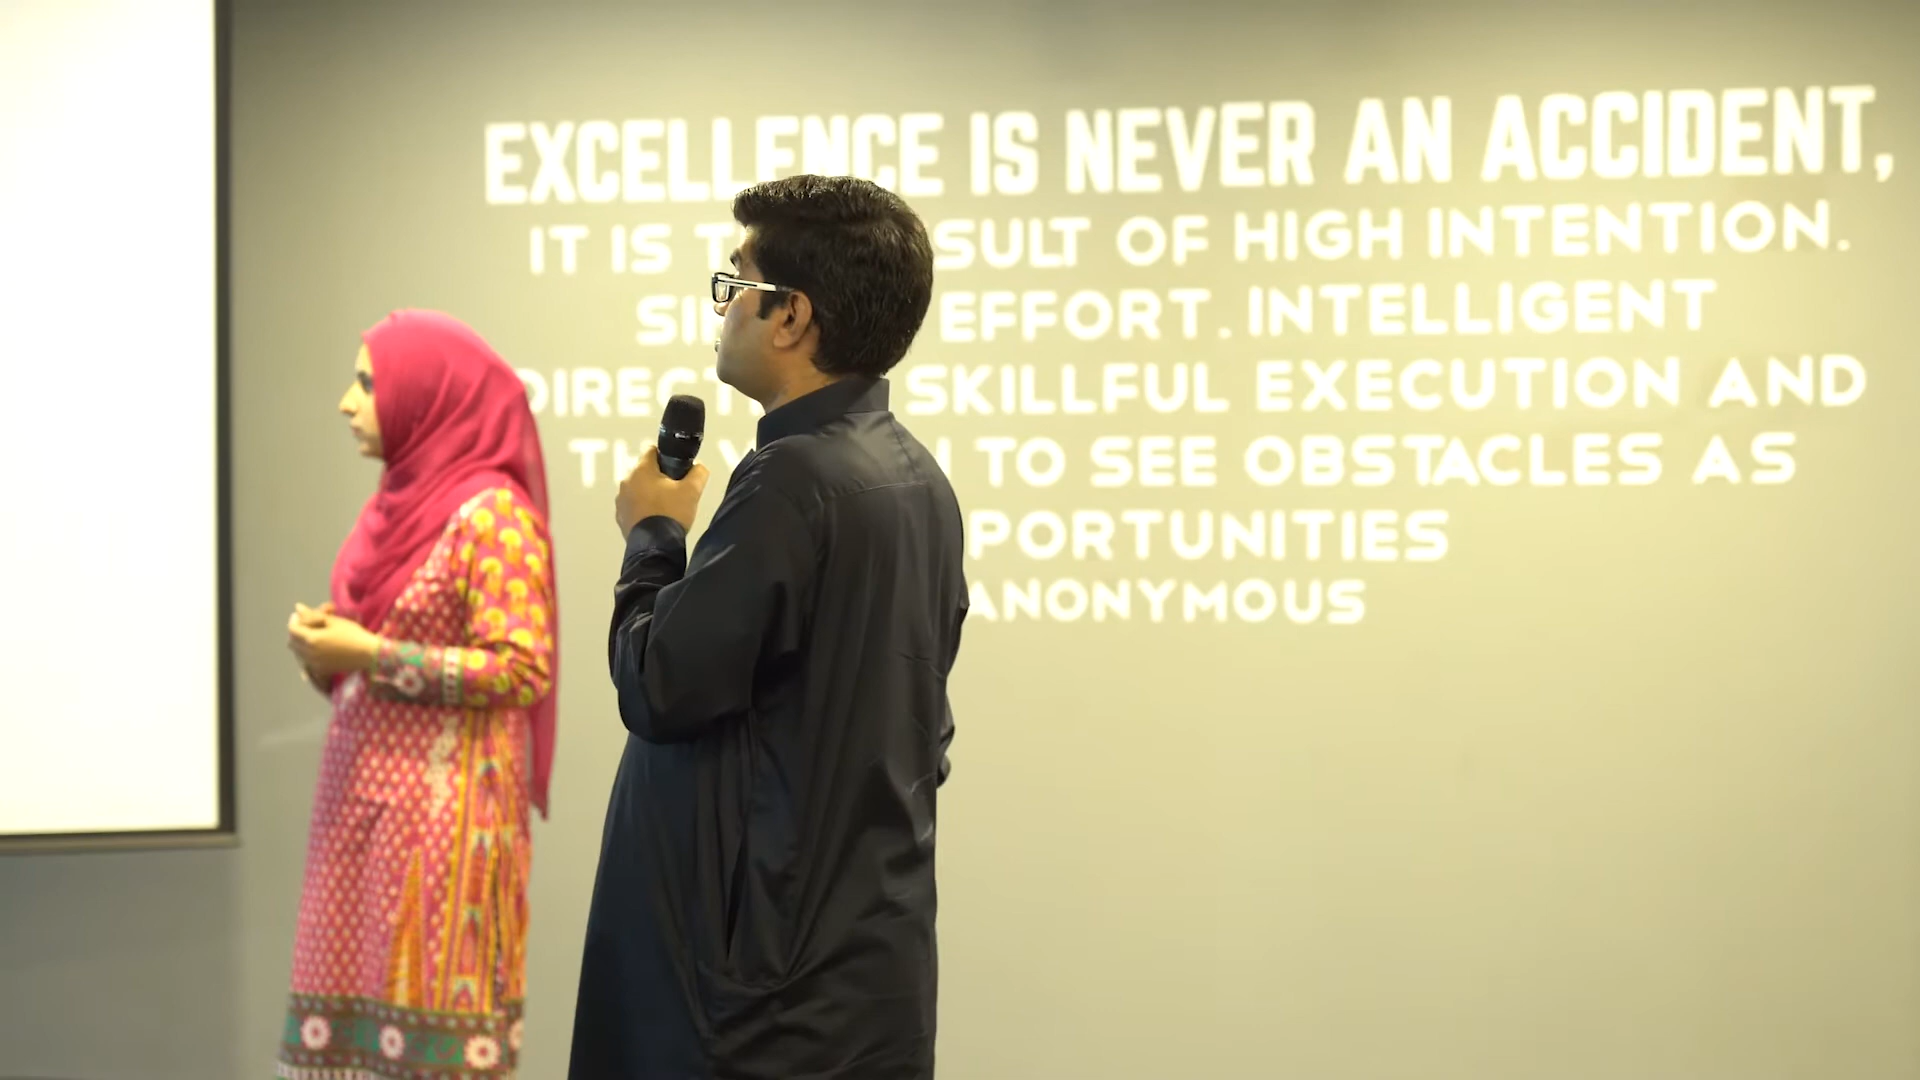 EXCELLENCE IS NEVER AN ACCIDENT,
IT IS OF HIGH INTENTION.
EFFORT. INTELLIGENT
SKILLFUL EXECUTION AND
TO SEE OBSTACLES AS
ANONYMOUS